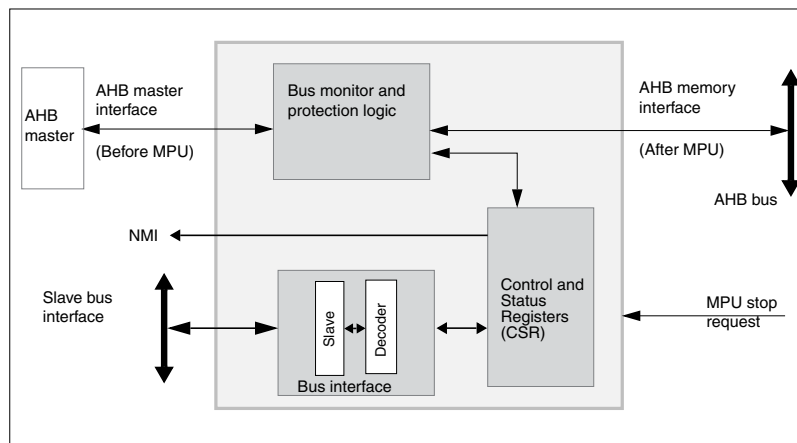 AHB
master
AHB master
interface
(Before MPU)
Bus monitor and
protection logic
AHB memory
interface
(After MPU)
AHB bus
NMI
Slave bus
interface
Slave
Decoder
Bus interface
Control and
Status
Registers
(CSR)
MPU stop
request